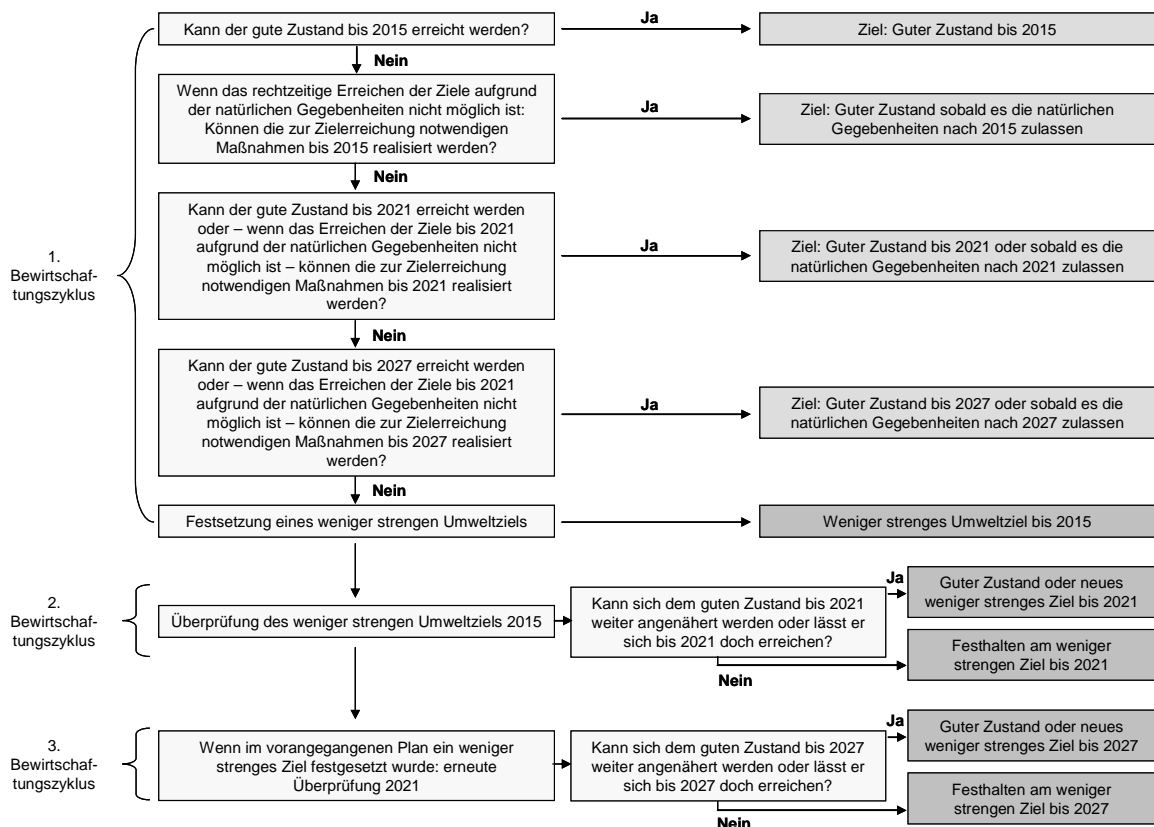 Kann der gute Zustand bis 2015 erreicht werden?
Ja
Ziel: Guter Zustand bis 2015
Nein
Wenn das rechtzeitige Erreichen der Ziele aufgrund
der natürlichen Gegebenheiten nicht möglich ist:
Können die zur Zielerreichung notwendigen
Maßnahmen bis 2015 realisiert werden?
Ja
Ziel: Guter Zustand sobald es die natürlichen
Gegebenheiten nach 2015 zulassen
Nein
1.
Bewirtschaf-
tungszyklus
Kann der gute Zustand bis 2021 erreicht werden
oder – wenn das Erreichen der Ziele bis 2021
aufgrund der natürlichen Gegebenheiten nicht
möglich ist – können die zur Zielerreichung
notwendigen Maßnahmen bis 2021 realisiert
werden?
Ja
Ziel: Guter Zustand bis 2021 oder sobald es die
natürlichen Gegebenheiten nach 2021 zulassen
Nein
Kann der gute Zustand bis 2027 erreicht werden
oder – wenn das Erreichen der Ziele bis 2021
aufgrund der natürlichen Gegebenheiten nicht
möglich ist – können die zur Zielerreichung
notwendigen Maßnahmen bis 2027 realisiert
werden?
Ja
Ziel: Guter Zustand bis 2027 oder sobald es die
natürlichen Gegebenheiten nach 2027 zulassen
Nein
Festsetzung eines weniger strengen Umweltziels
Weniger strenges Umweltziel bis 2015
2.
Bewirtschaf-
tungszyklus
Überprüfung des weniger strengen Umweltziels 2015
Kann sich dem guten Zustand bis 2021
weiter angenähert werden oder lässt er
sich bis 2021 doch erreichen?
Ja
Guter Zustand oder neues
weniger strenges Ziel bis 2021
Nein
Festhalten am weniger
strengen Ziel bis 2021
3.
Bewirtschaf-
tungszyklus
Wenn im vorangegangenen Plan ein weniger
strenges Ziel festgesetzt wurde: erneute
Überprüfung 2021
Kann sich dem guten Zustand bis 2027
weiter angenähert werden oder lässt er
sich bis 2027 doch erreichen?
Ja
Guter Zustand oder neues
weniger strenges Ziel bis 2027
Nein
Festhalten am weniger
strengen Ziel bis 2027